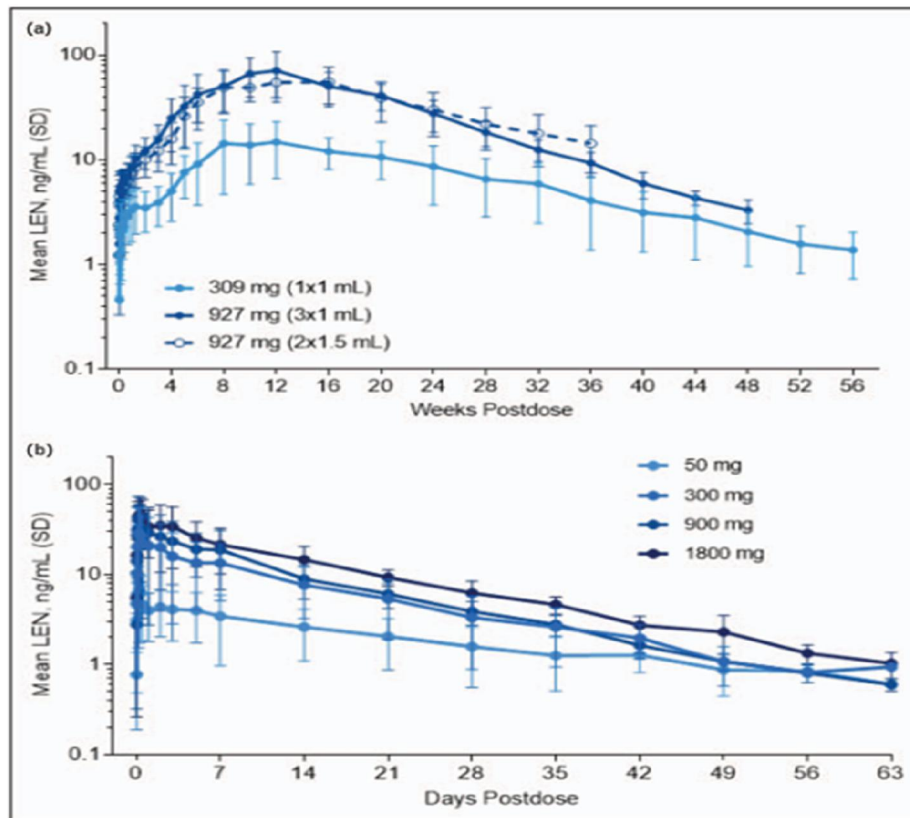 (a)
Mean LEN, ng/mL (SD)
100
10
1
0.1
309 mg (1x1 mL)
927 mg (3x1 mL)
927 mg (2x1.5 mL)
0 4 8 12 16 20 24 28 32 36 40 44 48 52 56
Weeks Postdose
(b)
Mean LEN, ng/mL (SD)
100
10
1
0.1
50 mg
300 mg
900 mg
1800 mg
0 7 14 21 28 35 42 49 56 63
Days Postdose